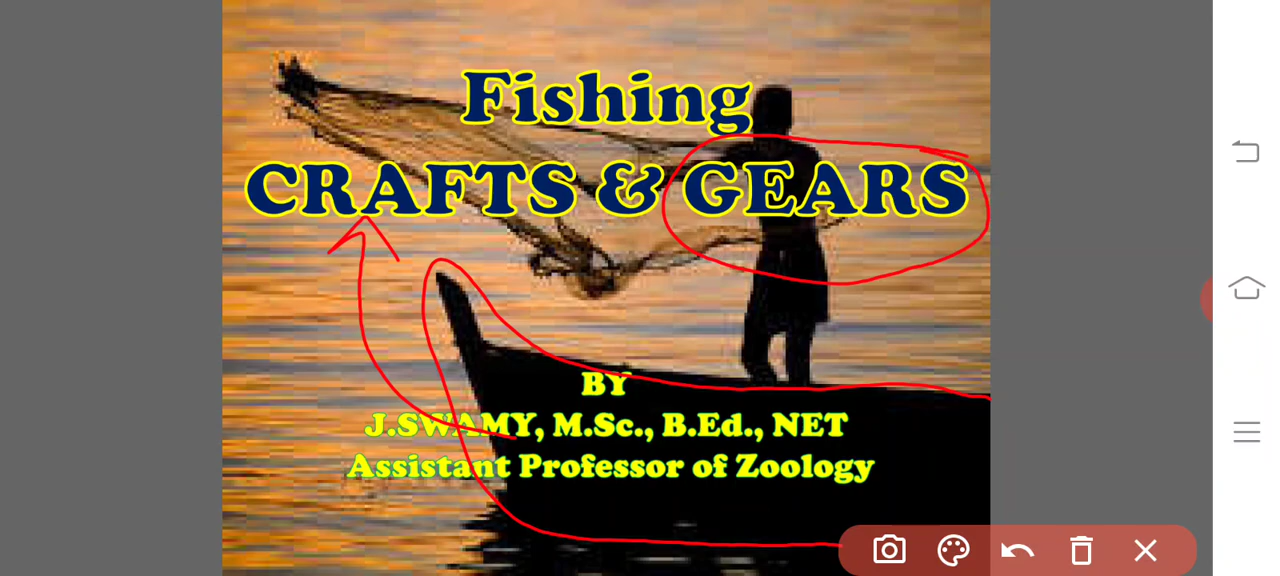 Fishing
CRAFTS & GEARS
BY
J.SWAMY, M.Sc., B.Ed., NET
Assistant Professor of Zoology